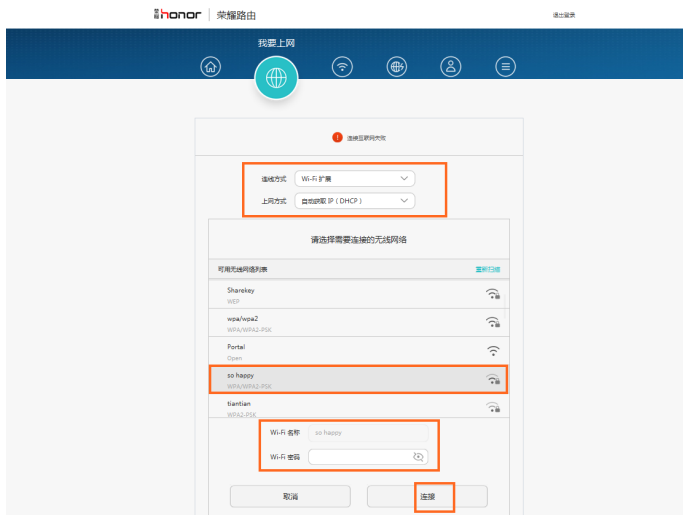 荣耀 honor 荣耀路由 退出登录
我要上网
连接互联网失败
连线方式 Wi-Fi 扩展
上网方式 自动获取 IP（DHCP）
请选择需要连接的无线网络
可用无线网络列表 重新扫描
Sharekey
WEP
wpa/wpa2
WPA/WPA2-PSK
Portal
Open
so happy
WPA/WPA2-PSK
tiantian
WPA2-PSK
Wi-Fi 名称 so happy
Wi-Fi 密码
取消 连接